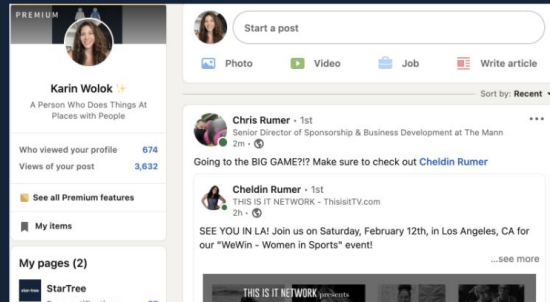 PREMIUM
Karin Wolok ✨
A Person Who Does Things At
Places with People
Who viewed your profile 674
Views of your post 3,632
See all Premium features
My items
My pages (2)
StarTree
Start a post
Photo Video Job Write article
Sort by: Recent
Chris Rumer • 1st
Senior Director of Sponsorship & Business Development at The Mann
2m •
Going to the BIG GAME?!? Make sure to check out Cheldin Rumer
Cheldin Rumer • 1st
THIS IS IT NETWORK - ThisisitTV.com
2h •
SEE YOU IN LA! Join us on Saturday, February 12th, in Los Angeles, CA for
our "WeWin - Women in Sports" event!
...see more
THIS IS IT NETWORK presents